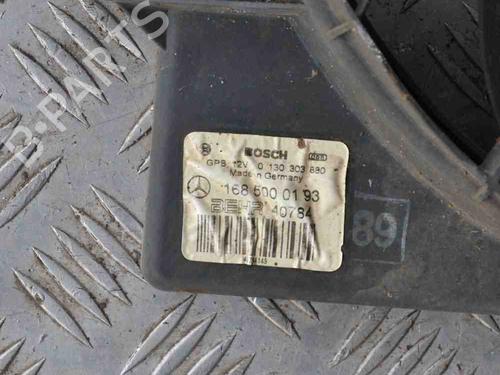 B-PARTS
BOSCH
GPB 12V 0 130 303 880
Made in Germany
168 500 01 93
BEHR 40784
89